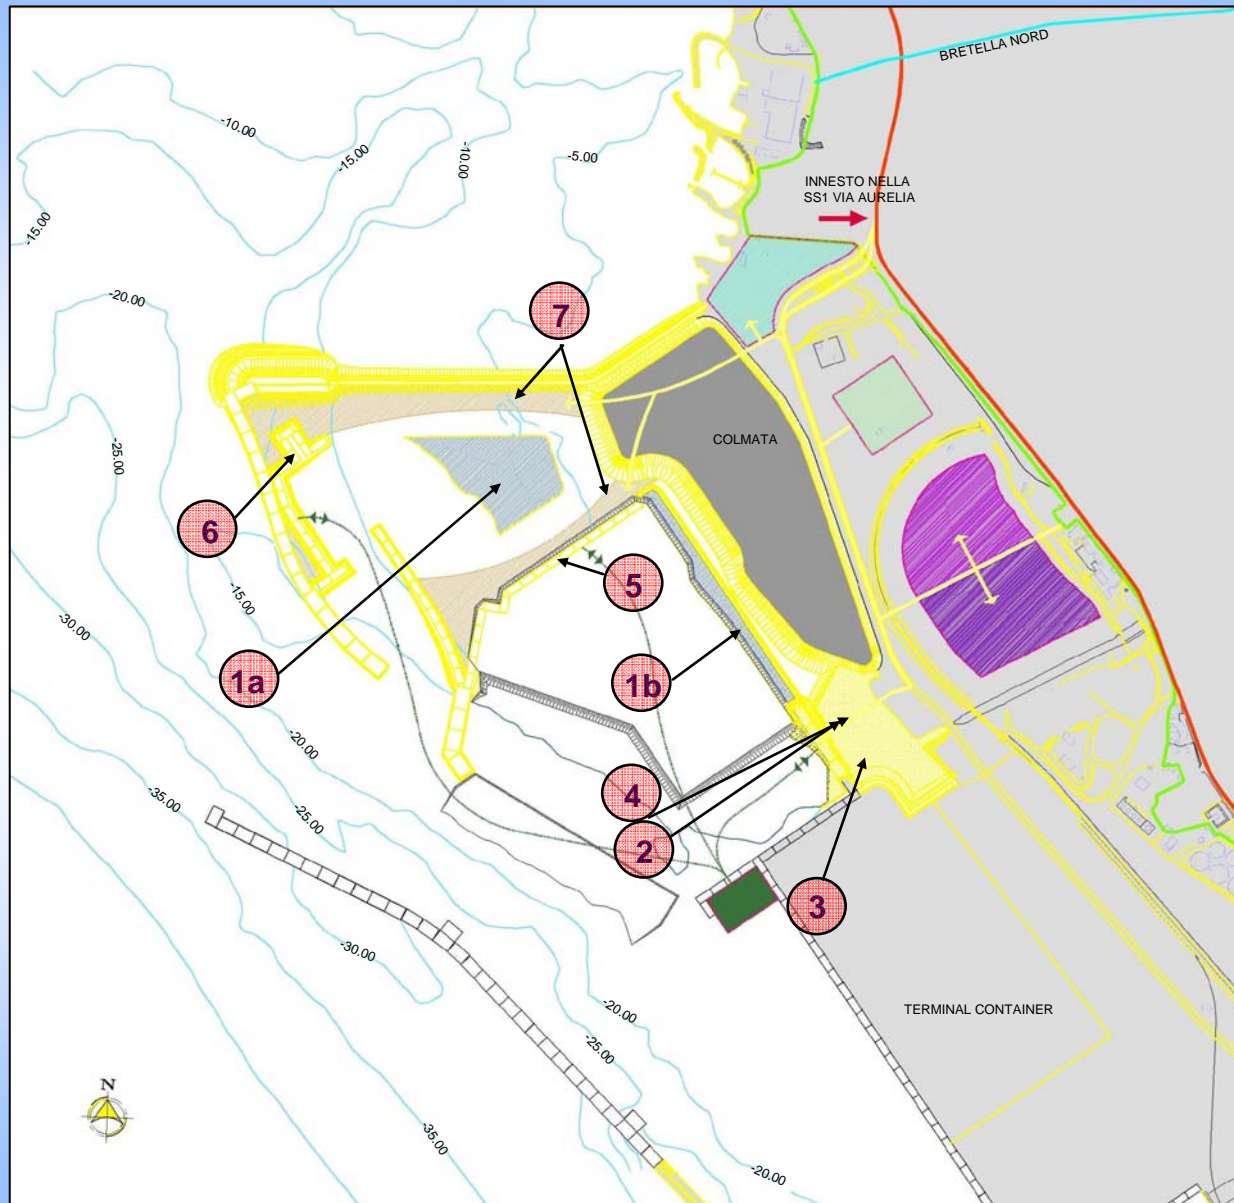 BRETELLA NORD
-10.00
-15.00
-10.00
-5.00
INNESTO NELLA
SS1 VIA AURELIA
-15.00
-20.00
7
-25.00
COLMATA
6
5
-15.00
-30.00
1a
1b
-20.00
-35.00
-25.00
4
2
3
-30.00
-20.00
TERMINAL CONTAINER
-25.00
N
-35.00
-20.00